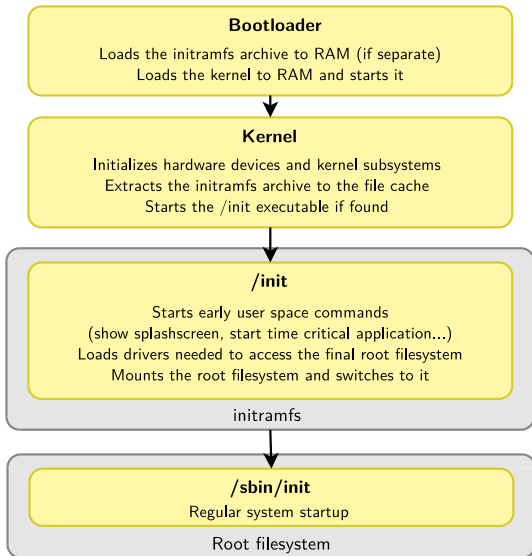 Bootloader
Loads the initramfs archive to RAM (if separate)
Loads the kernel to RAM and starts it
Kernel
Initializes hardware devices and kernel subsystems
Extracts the initramfs archive to the file cache
Starts the /init executable if found
/init
Starts early user space commands
(show splashscreen, start time critical application...)
Loads drivers needed to access the final root filesystem
Mounts the root filesystem and switches to it
initramfs
/sbin/init
Regular system startup
Root filesystem